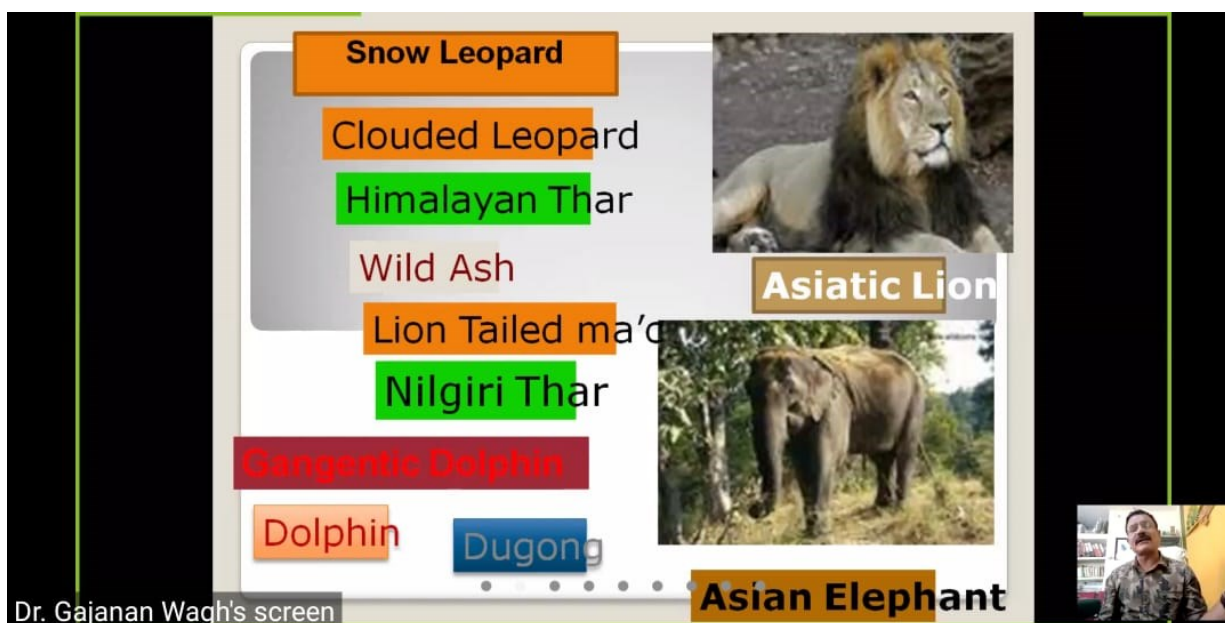 Snow Leopard
Clouded Leopard
Himalayan Thar
Wild Ash
Lion Tailed ma'c
Nilgiri Thar
Gangentic Dolphin
Dolphin
Dugong
Asiatic Lion
Asian Elephant
Dr. Gajanan Wagh's screen